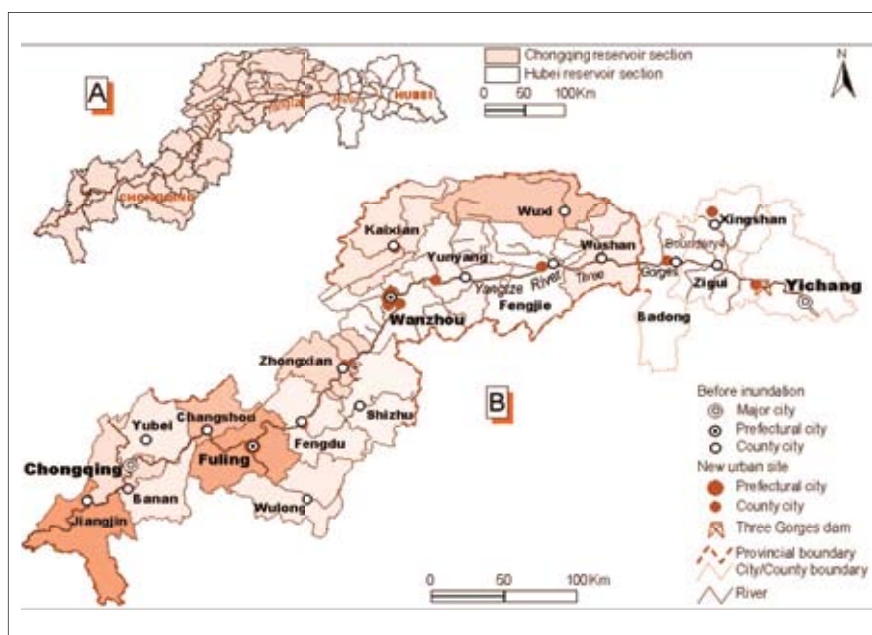 Chongqing reservoir section
Hubei reservoir section
0 50 100Km
N
A
HUBEI
CHONGQING
B
Wuxi
Xingshan
Kaixian
Yunyang
Wushan
Boundary4
Yangtze River
Three
Gorges
Fengjie
Zigui
Yichang
Wanzhou
Badong
Zhongxian
Shizhu
Changshou
Yubei
Fengdu
Chongqing
Fuling
Banan
Wulong
Jiangjin
Before inundation
Major city
Prefectural city
County city
New urban site
Prefectural city
County city
Three Gorges dam
Provincial boundary
City/County boundary
River
0 50 100Km